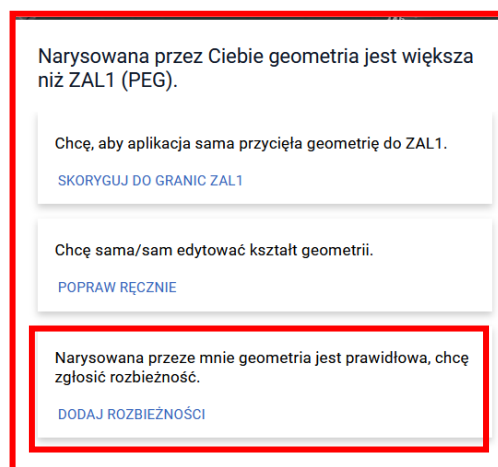 Narysowana przez Ciebie geometria jest większa
niż ZAL1 (PEG).
Chcę, aby aplikacja sama przycięła geometrię do ZAL1.
SKORYGUJ DO GRANIC ZAL1
Chcę sama/sam edytować kształt geometrii.
POPRAW RĘCZNIE
Narysowana przeze mnie geometria jest prawidłowa, chcę
zgłosić rozbieżność.
DODAJ ROZBIEŻNOŚCI